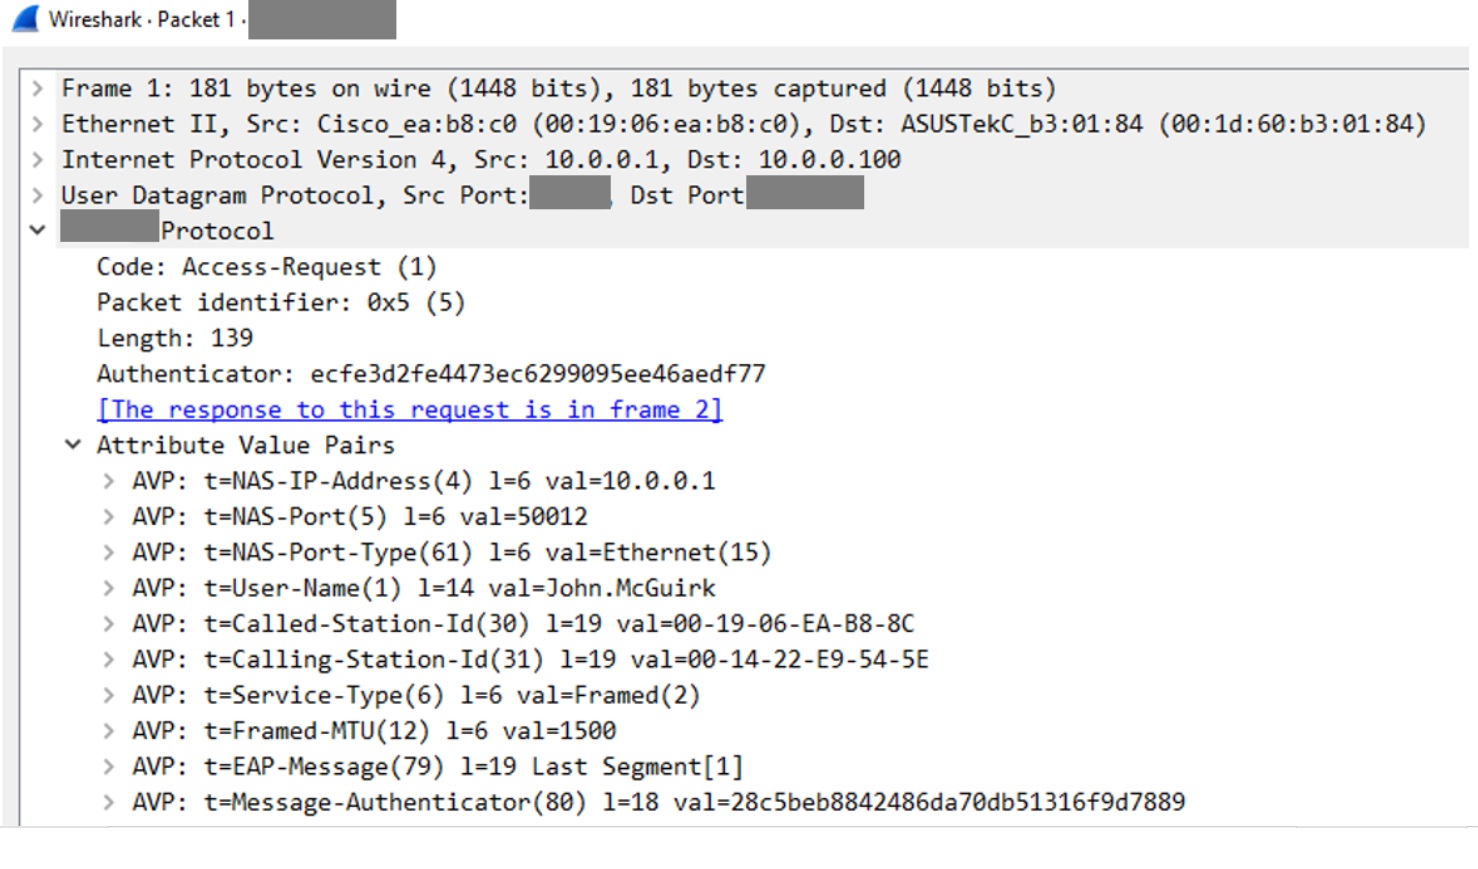 Wireshark · Packet 1 ·
Frame 1: 181 bytes on wire (1448 bits), 181 bytes captured (1448 bits)
Ethernet II, Src: Cisco_ea:b8:c0 (00:19:06:ea:b8:c0), Dst: ASUSTekC_b3:01:84 (00:1d:60:b3:01:84)
Internet Protocol Version 4, Src: 10.0.0.1, Dst: 10.0.0.100
User Datagram Protocol, Src Port: , Dst Port
Protocol
Code: Access-Request (1)
Packet identifier: 0x5 (5)
Length: 139
Authenticator: ecfe3d2fe4473ec6299095ee46aedf77
[The response to this request is in frame 2]
Attribute Value Pairs
AVP: t=NAS-IP-Address(4) l=6 val=10.0.0.1
AVP: t=NAS-Port(5) l=6 val=50012
AVP: t=NAS-Port-Type(61) l=6 val=Ethernet(15)
AVP: t=User-Name(1) l=14 val=John.McGuirk
AVP: t=Called-Station-Id(30) l=19 val=00-19-06-EA-B8-8C
AVP: t=Calling-Station-Id(31) l=19 val=00-14-22-E9-54-5E
AVP: t=Service-Type(6) l=6 val=Framed(2)
AVP: t=Framed-MTU(12) l=6 val=1500
AVP: t=EAP-Message(79) l=19 Last Segment[1]
AVP: t=Message-Authenticator(80) l=18 val=28c5beb8842486da70db51316f9d7889